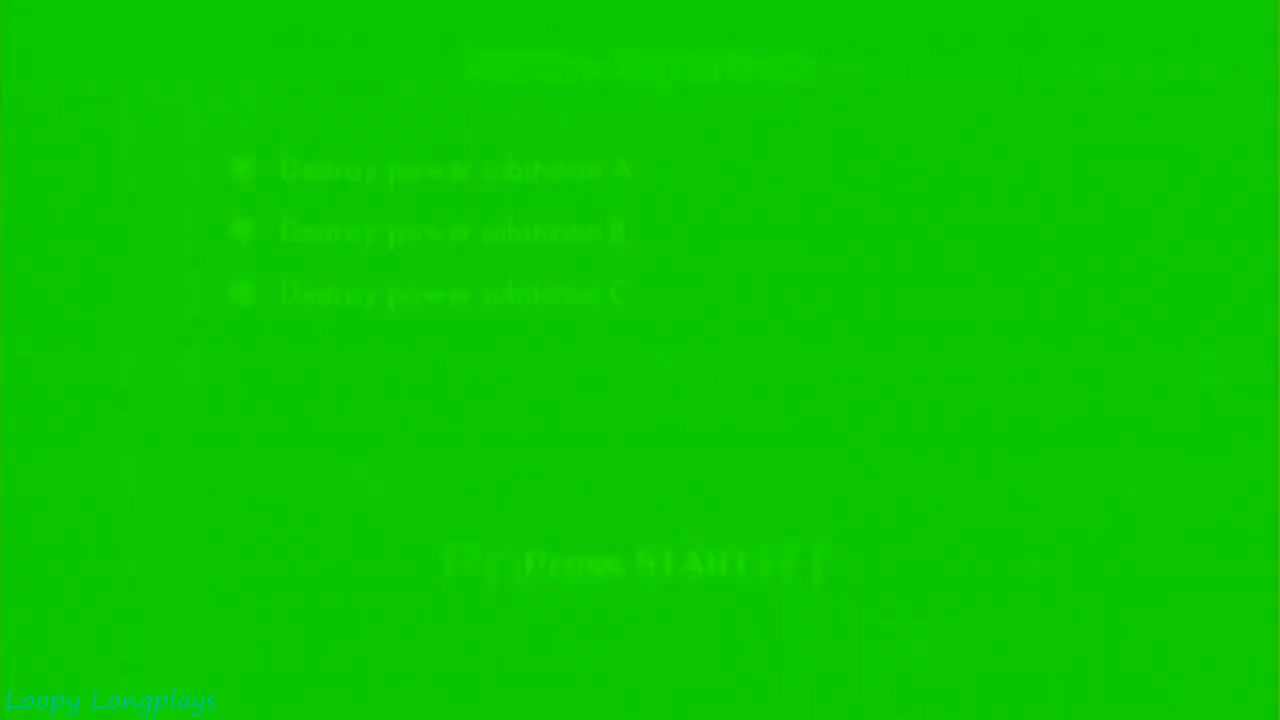 Destroy power substation A
Destroy power substation B
Destroy power substation C
Press START
Loopy Longplays